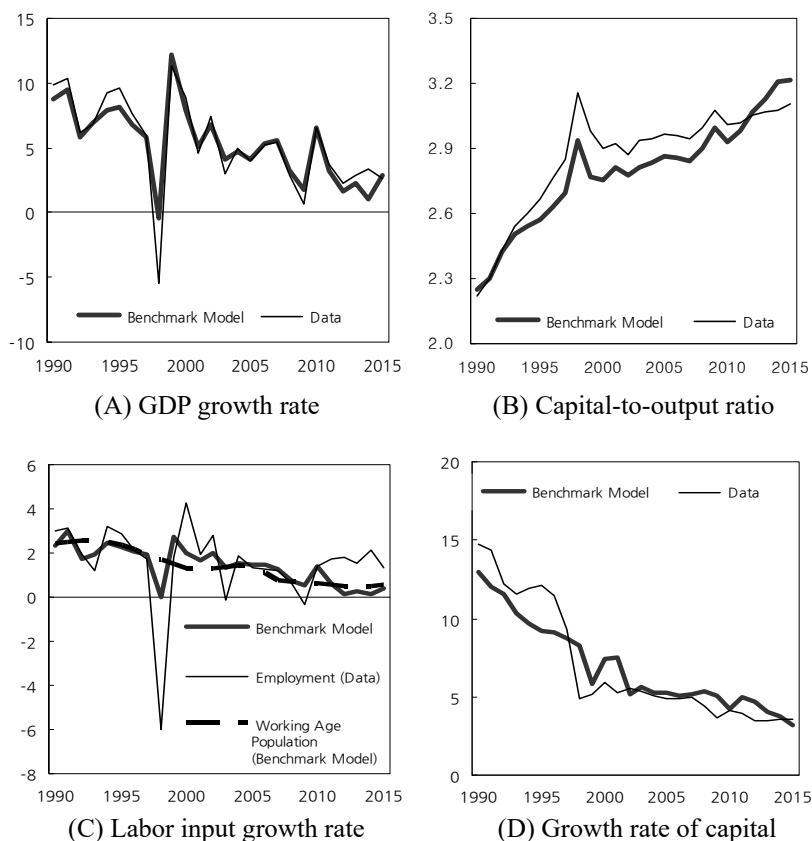 15
10
5
0
-5
-10
Benchmark Model
Data
1990 1995 2000 2005 2010 2015
(A) GDP growth rate
3.5
3.2
2.9
2.6
2.3
2.0
Benchmark Model
Data
1990 1995 2000 2005 2010 2015
(B) Capital-to-output ratio
6
4
2
0
-2
-4
-6
-8
Benchmark Model
Employment (Data)
Working Age
Population
(Benchmark Model)
1990 1995 2000 2005 2010 2015
(C) Labor input growth rate
20
15
10
5
0
Benchmark Model
Data
1990 1995 2000 2005 2010 2015
(D) Growth rate of capital